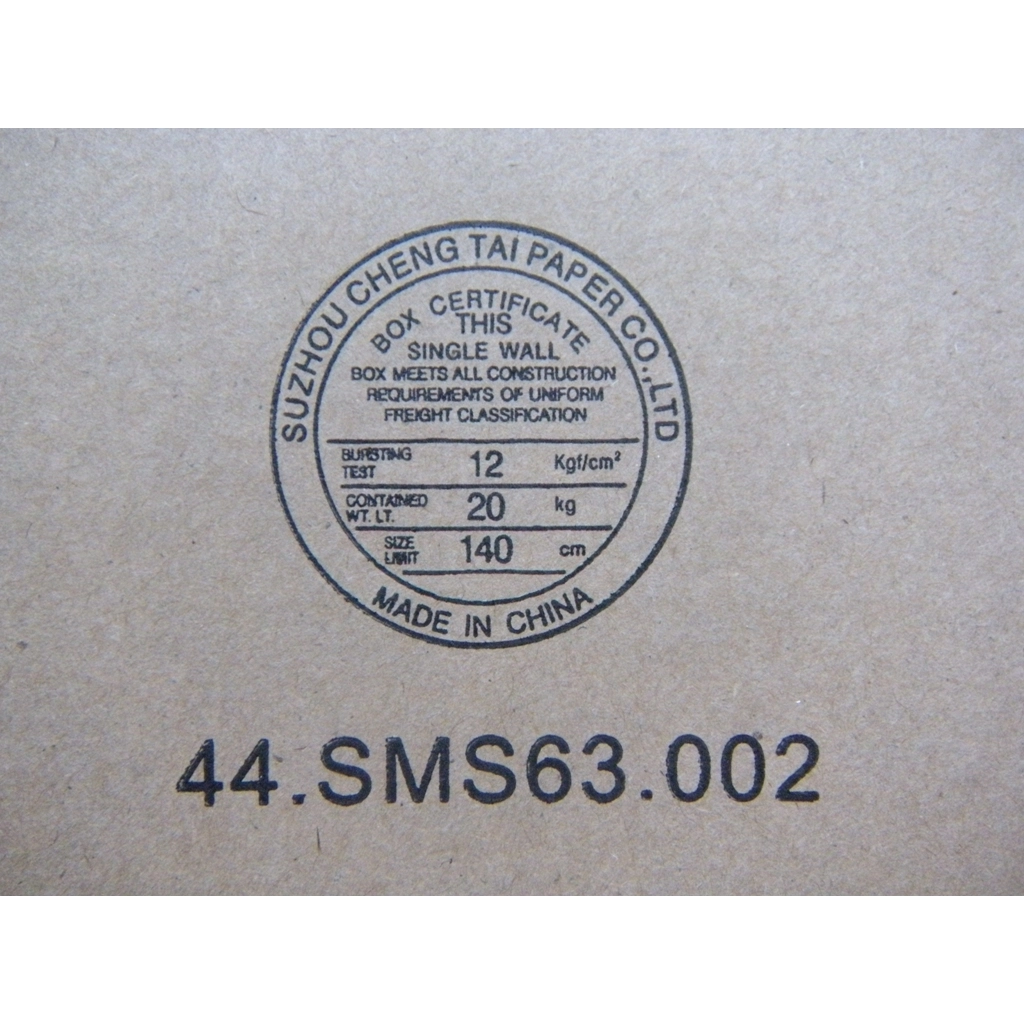 SUZHOU CHENG TAI PAPER CO.,LTD
BOX CERTIFICATE
THIS
SINGLE WALL
BOX MEETS ALL CONSTRUCTION
REQUIREMENTS OF UNIFORM
FREIGHT CLASSIFICATION
BURSTING TEST 12 Kgf/cm²
CONTAINED WT. LT. 20 kg
SIZE LIMIT 140 cm
MADE IN CHINA
44.SMS63.002